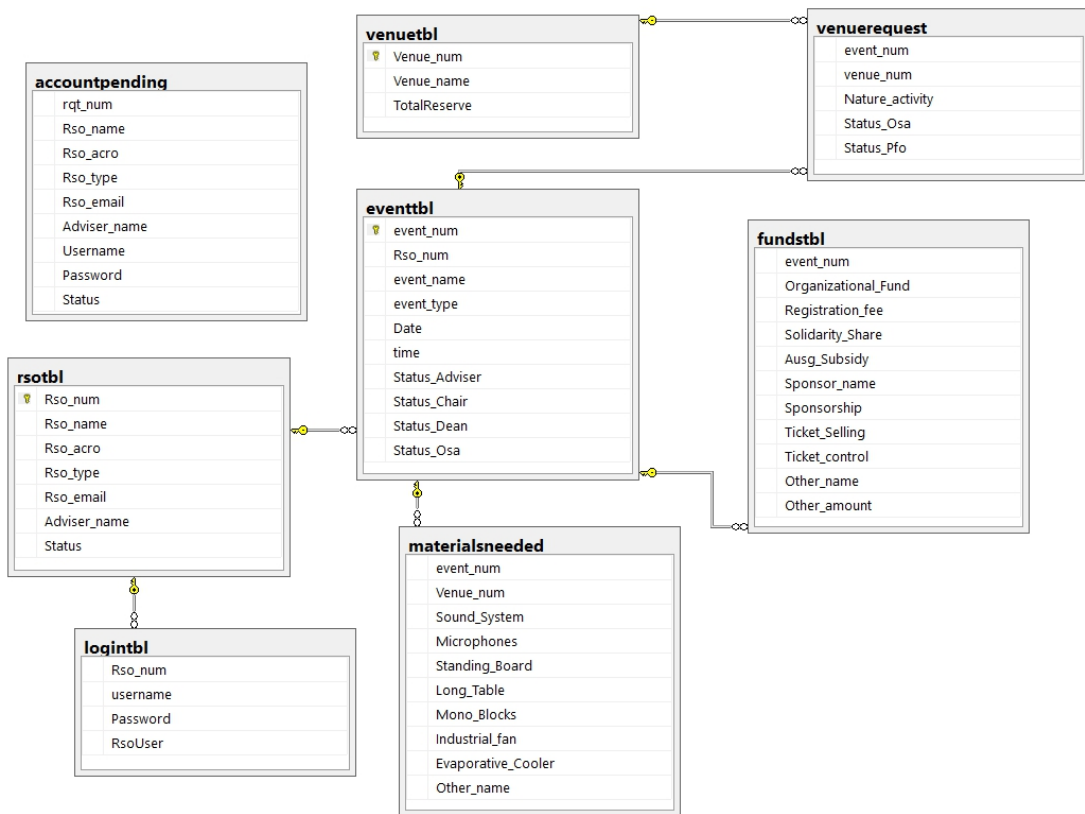 venuetbl
Venue_num
Venue_name
TotalReserve
venuerequest
event_num
venue_num
Nature_activity
Status_Osa
Status_Pfo
accountpending
rqt_num
Rso_name
Rso_acro
Rso_type
Rso_email
Adviser_name
Username
Password
Status
eventtbl
event_num
Rso_num
event_name
event_type
Date
time
Status_Adviser
Status_Chair
Status_Dean
Status_Osa
fundstbl
event_num
Organizational_Fund
Registration_fee
Solidarity_Share
Ausg_Subsidy
Sponsor_name
Sponsorship
Ticket_Selling
Ticket_control
Other_name
Other_amount
rsotbl
Rso_num
Rso_name
Rso_acro
Rso_type
Rso_email
Adviser_name
Status
materialsneeded
event_num
Venue_num
Sound_System
Microphones
Standing_Board
Long_Table
Mono_Blocks
Industrial_fan
Evaporative_Cooler
Other_name
logintbl
Rso_num
username
Password
RsoUser